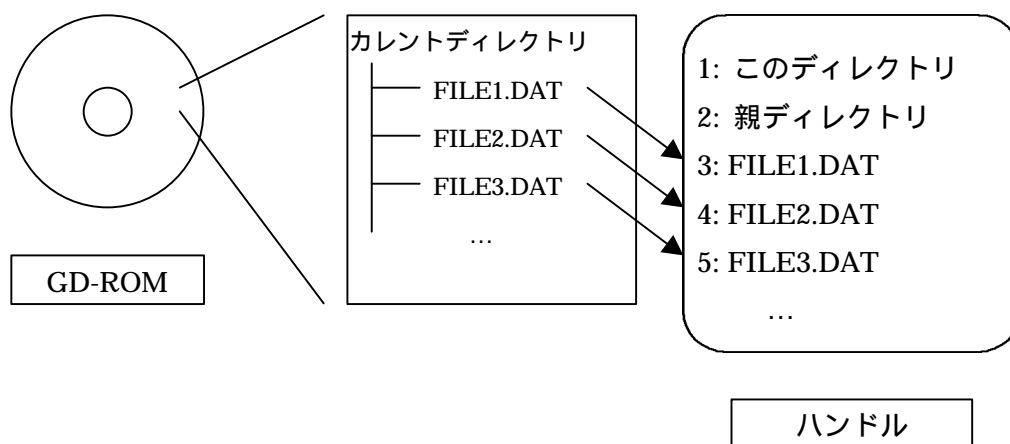 GD-ROM
カレントディレクトリ
FILE1.DAT
FILE2.DAT
FILE3.DAT
…
1: このディレクトリ
2: 親ディレクトリ
3: FILE1.DAT
4: FILE2.DAT
5: FILE3.DAT
…
ハンドル